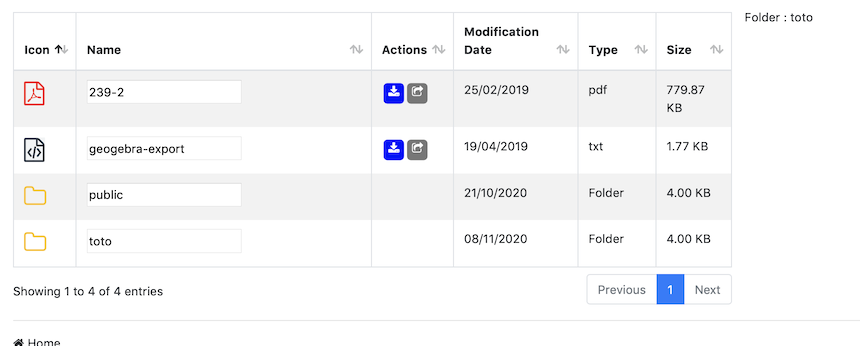 Folder : toto
Icon Name Actions Modification Date Type Size
239-2 25/02/2019 pdf 779.87 KB
geogebra-export 19/04/2019 txt 1.77 KB
public 21/10/2020 Folder 4.00 KB
toto 08/11/2020 Folder 4.00 KB
Showing 1 to 4 of 4 entries
Previous 1 Next
Home